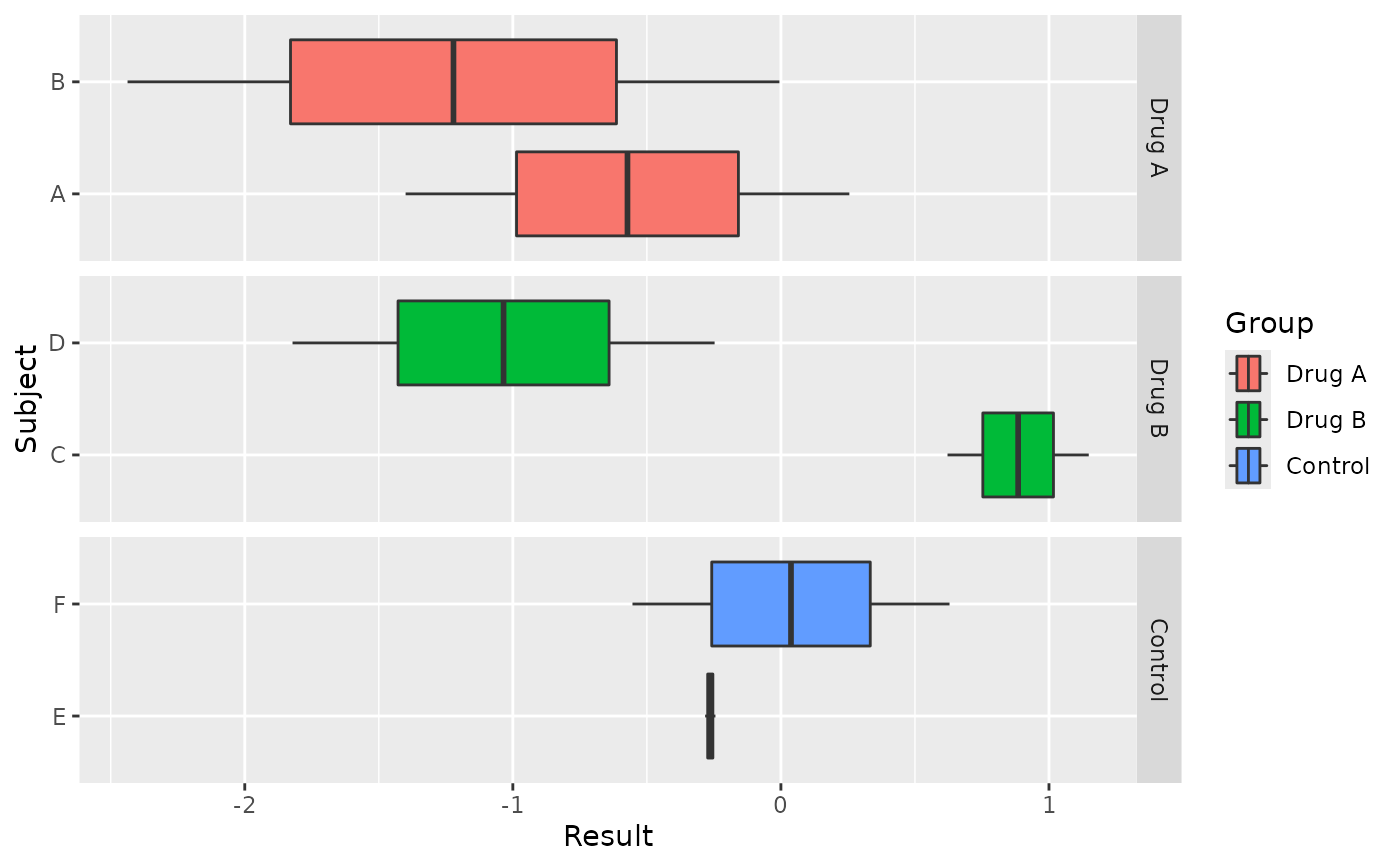 B
A
Drug A
D
C
Drug B
F
E
Control
Subject
-2
-1
0
1
Result
Group
Drug A
Drug B
Control